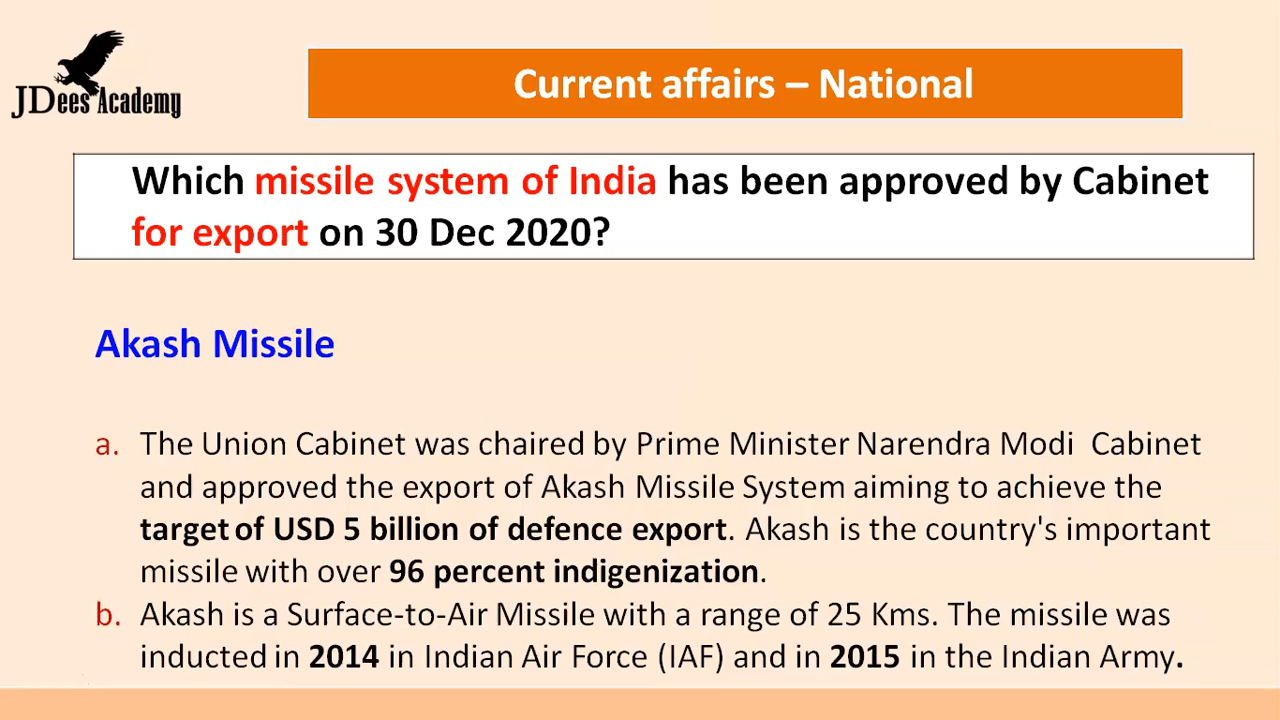 JDees Academy
Current affairs – National
Which missile system of India has been approved by Cabinet
for export on 30 Dec 2020?
Akash Missile
a. The Union Cabinet was chaired by Prime Minister Narendra Modi Cabinet
and approved the export of Akash Missile System aiming to achieve the
target of USD 5 billion of defence export. Akash is the country's important
missile with over 96 percent indigenization.
b. Akash is a Surface-to-Air Missile with a range of 25 Kms. The missile was
inducted in 2014 in Indian Air Force (IAF) and in 2015 in the Indian Army.